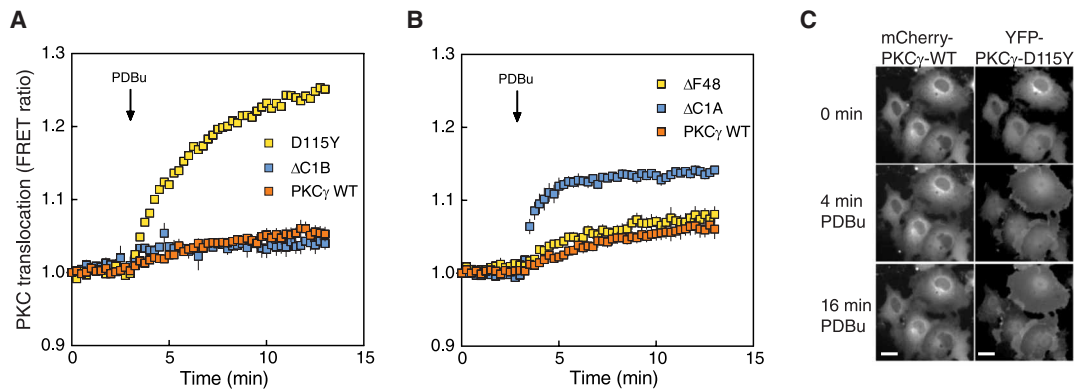 A
PKC translocation (FRET ratio)
1.3
1.2
1.1
1.0
0.9
PDBu
D115Y
ΔC1B
PKCγ WT
0
5
10
15
Time (min)
B
1.3
1.2
1.1
1.0
0.9
PDBu
ΔF48
ΔC1A
PKCγ WT
0
5
10
15
Time (min)
C
mCherry-
PKCγ-WT
YFP-
PKCγ-D115Y
0 min
4 min
PDBu
16 min
PDBu